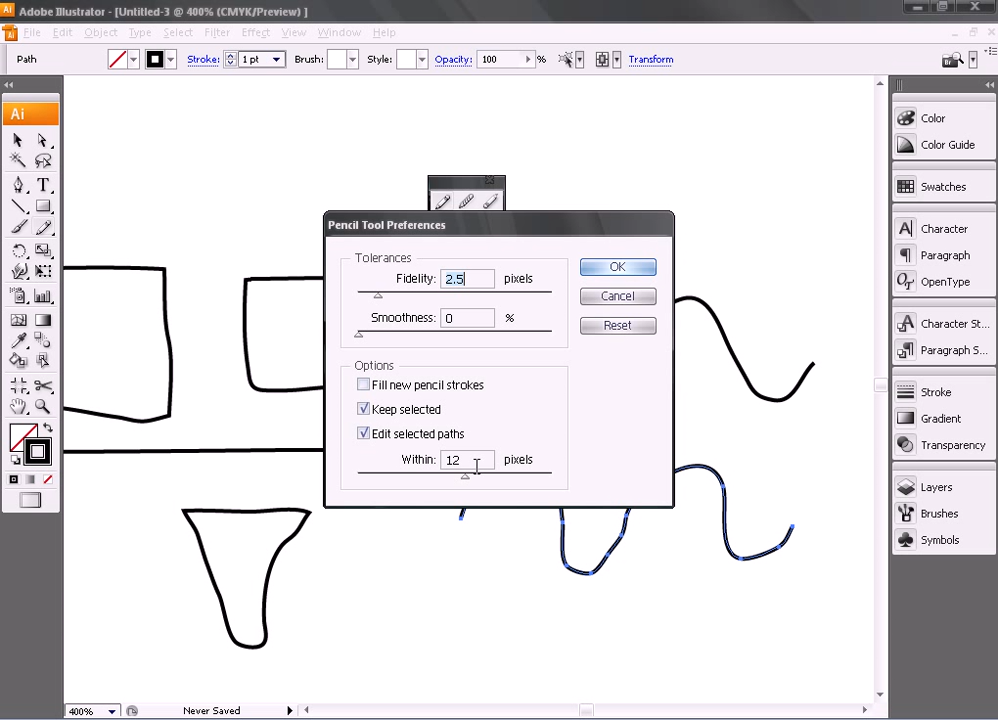 Ai Adobe Illustrator - [Untitled-3 @ 400% (CMYK/Preview) ]
File Edit Object Type Select Filter Effect View Window Help
Path Stroke: 1 pt Brush: Style: Opacity: 100 % Transform
Ai
Color
Color Guide
Swatches
Character
Paragraph
OpenType
Character St...
Paragraph S...
Stroke
Gradient
Transparency
Layers
Brushes
Symbols
Pencil Tool Preferences
Tolerances
Fidelity: 2.5 pixels
Smoothness: 0 %
OK
Cancel
Reset
Options
Fill new pencil strokes
Keep selected
Edit selected paths
Within: 12 pixels
400% Never Saved